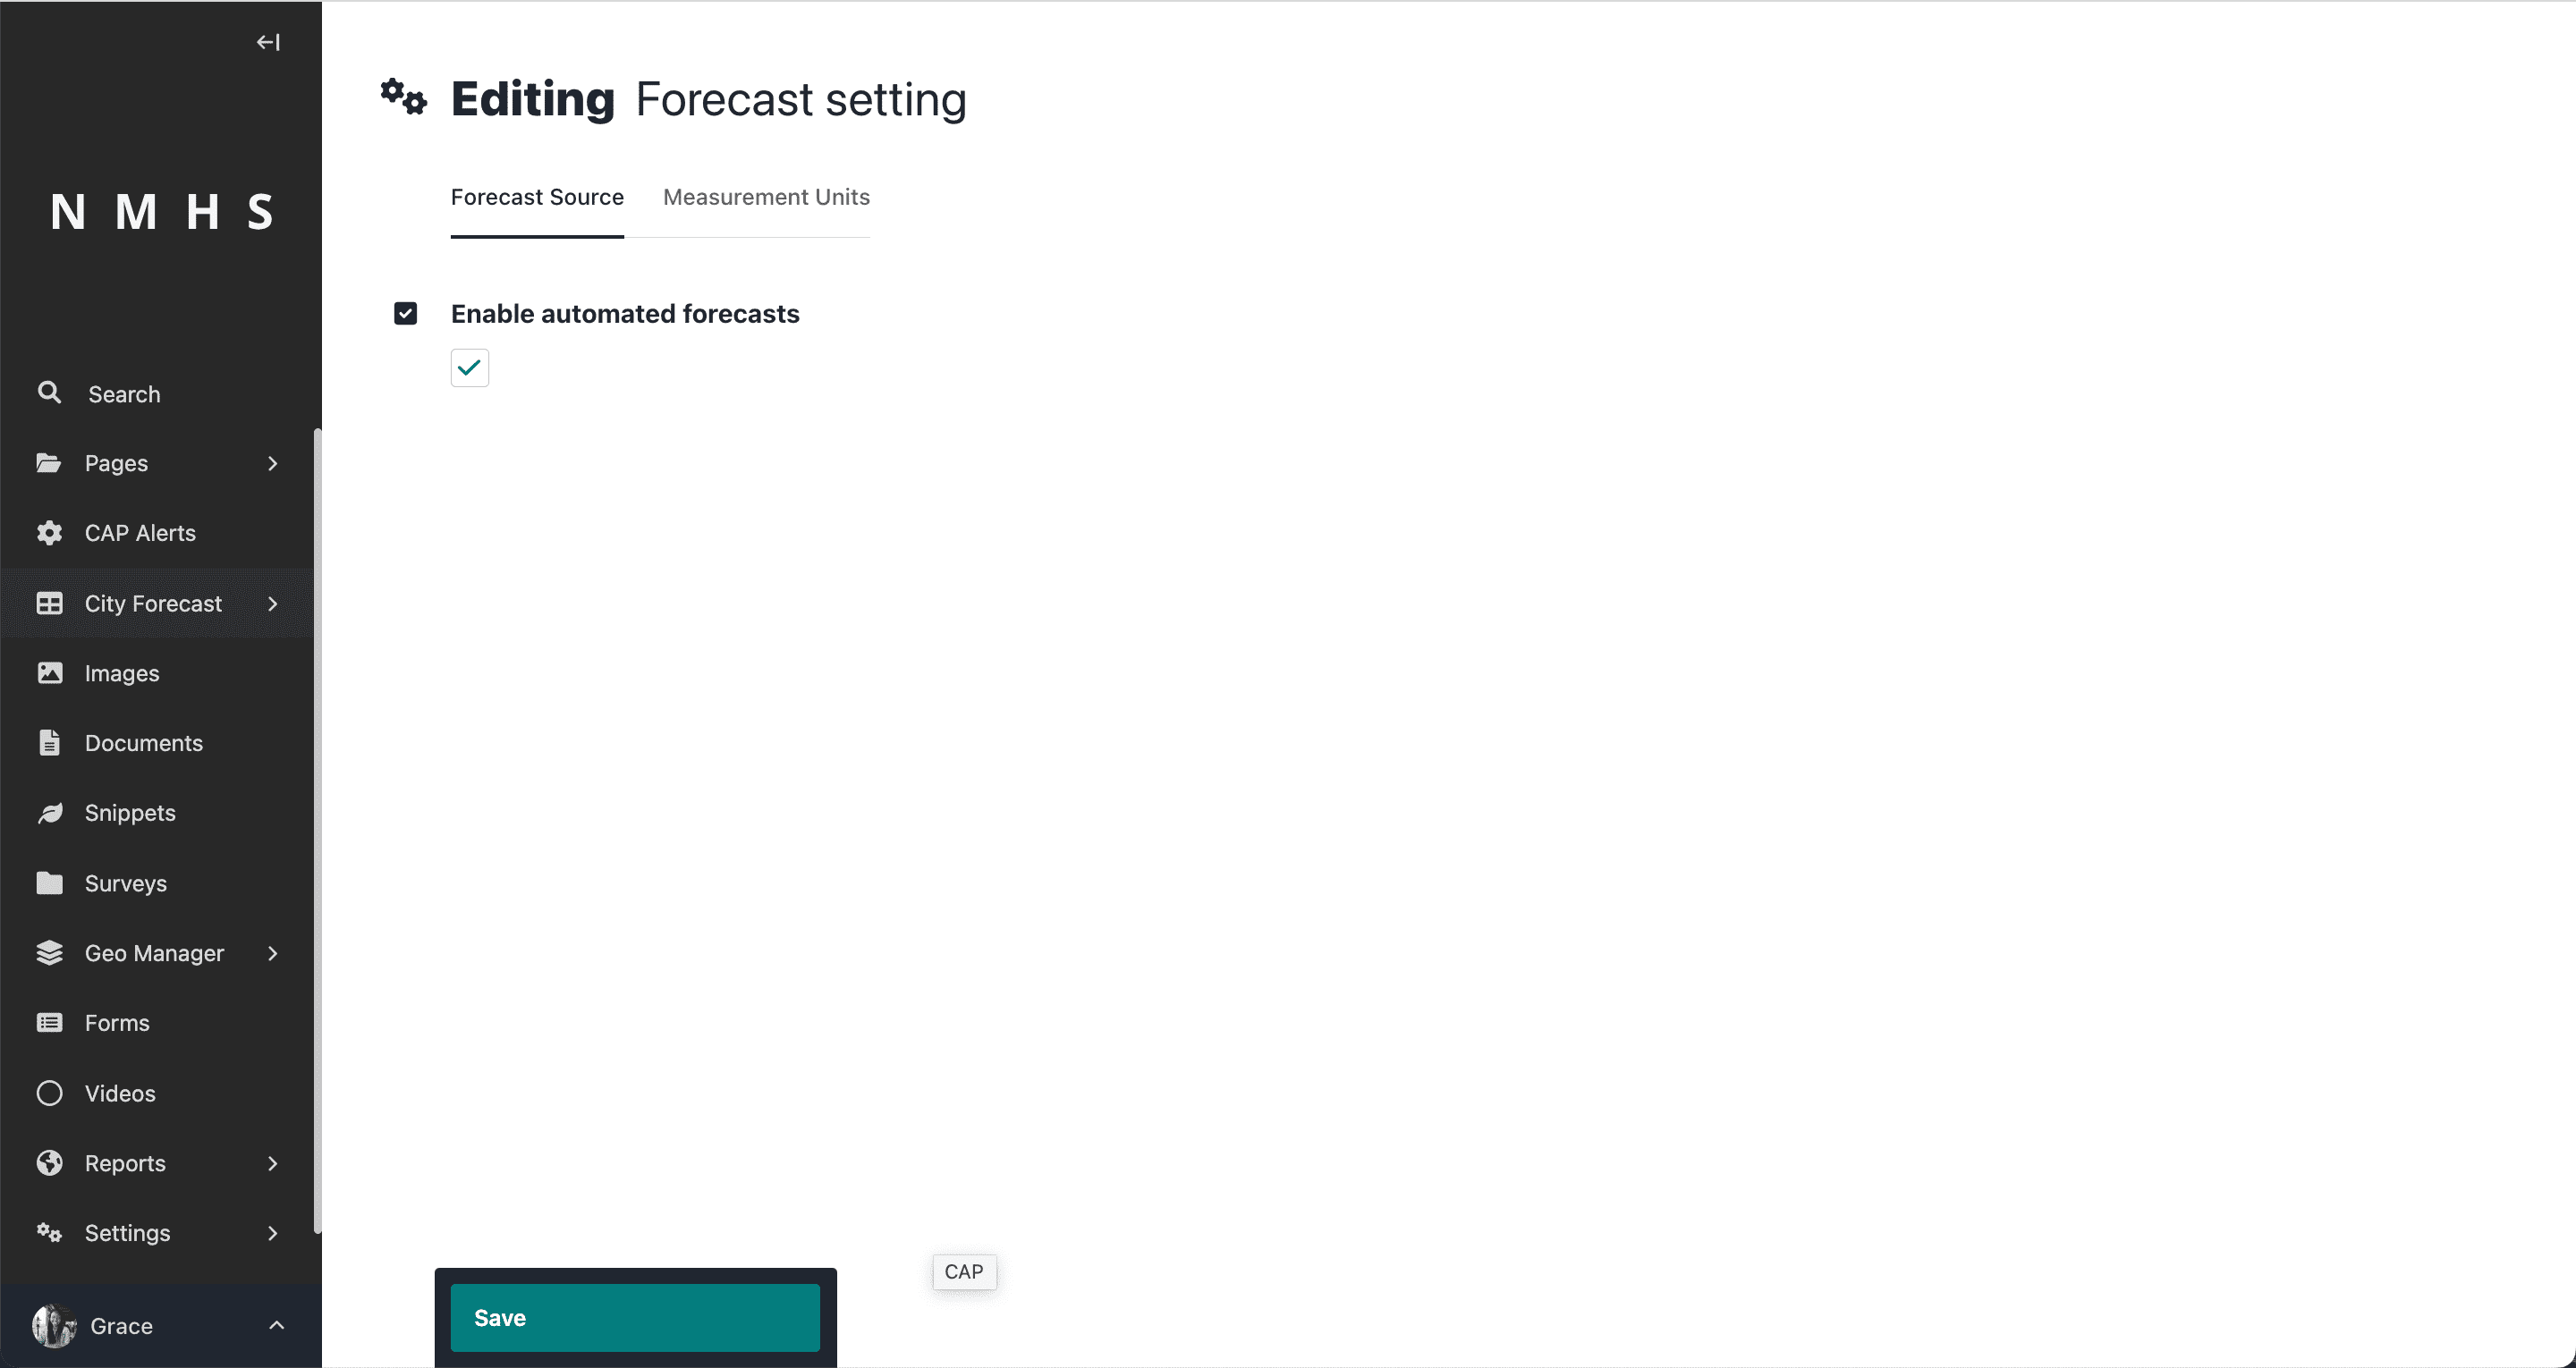 N M H S
Search
Pages
CAP Alerts
City Forecast
Images
Documents
Snippets
Surveys
Geo Manager
Forms
Videos
Reports
Settings
Grace
Editing Forecast setting
Forecast Source Measurement Units
Enable automated forecasts
CAP
Save